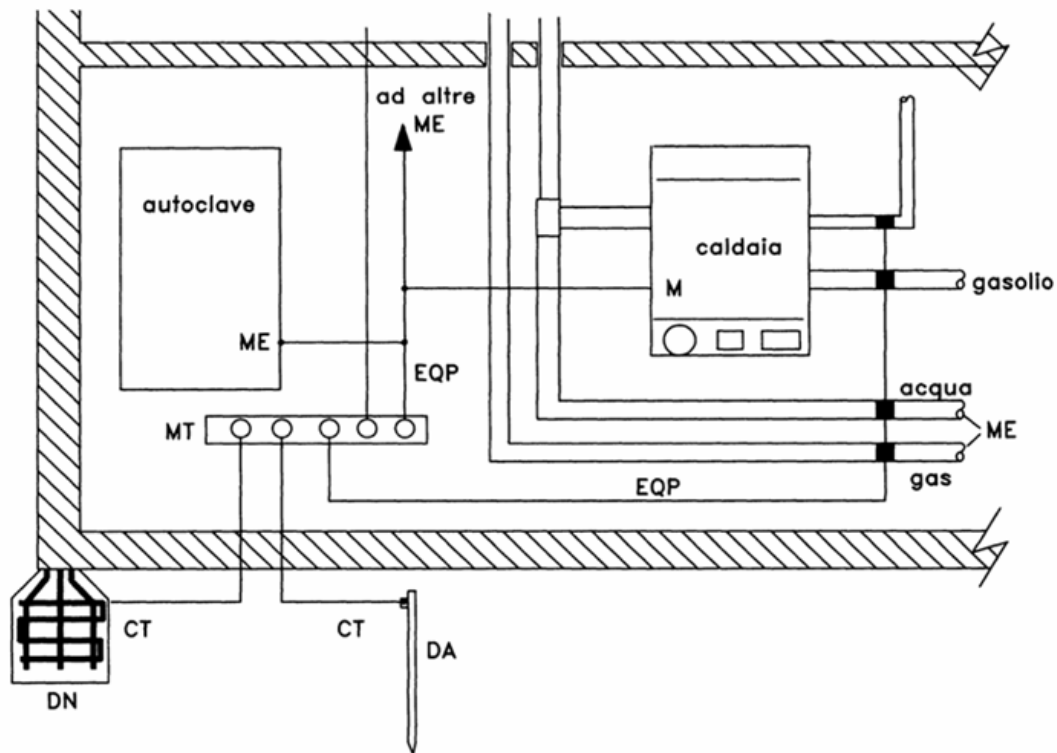 ad altre
ME
autoclave
caldaia
M
gasolio
ME
EQP
acqua
ME
MT
gas
EQP
CT
CT
DA
DN